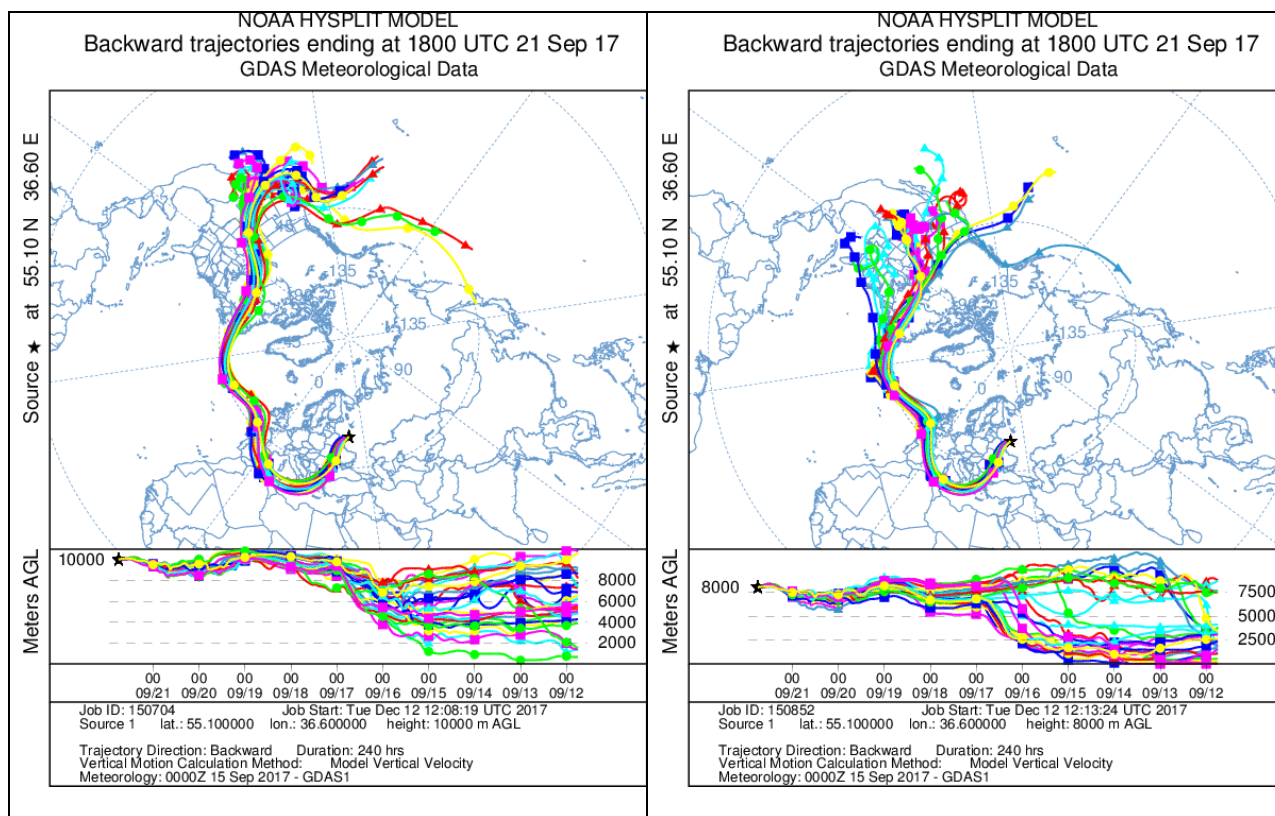 NOAA HYSPLIT MODEL
Backward trajectories ending at 1800 UTC 21 Sep 17
GDAS Meteorological Data
Source ★ at 55.10 N 36.60 E
-135
-135
-90
0
Meters AGL
10000
8000
6000
4000
2000
00 00 00 00 00 00 00 00 00 00
09/21 09/20 09/19 09/18 09/17 09/16 09/15 09/14 09/13 09/12
Job ID: 150704 Job Start: Tue Dec 12 12:08:19 UTC 2017
Source 1 lat.: 55.100000 lon.: 36.600000 height: 10000 m AGL
Trajectory Direction: Backward Duration: 240 hrs
Vertical Motion Calculation Method: Model Vertical Velocity
Meteorology: 0000Z 15 Sep 2017 - GDAS1
NOAA HYSPLIT MODEL
Backward trajectories ending at 1800 UTC 21 Sep 17
GDAS Meteorological Data
Source ★ at 55.10 N 36.60 E
135
-135
-90
0
Meters AGL
8000
7500
5000
2500
00 00 00 00 00 00 00 00 00 00
09/21 09/20 09/19 09/18 09/17 09/16 09/15 09/14 09/13 09/12
Job ID: 150852 Job Start: Tue Dec 12 12:13:24 UTC 2017
Source 1 lat.: 55.100000 lon.: 36.600000 height: 8000 m AGL
Trajectory Direction: Backward Duration: 240 hrs
Vertical Motion Calculation Method: Model Vertical Velocity
Meteorology: 0000Z 15 Sep 2017 - GDAS1